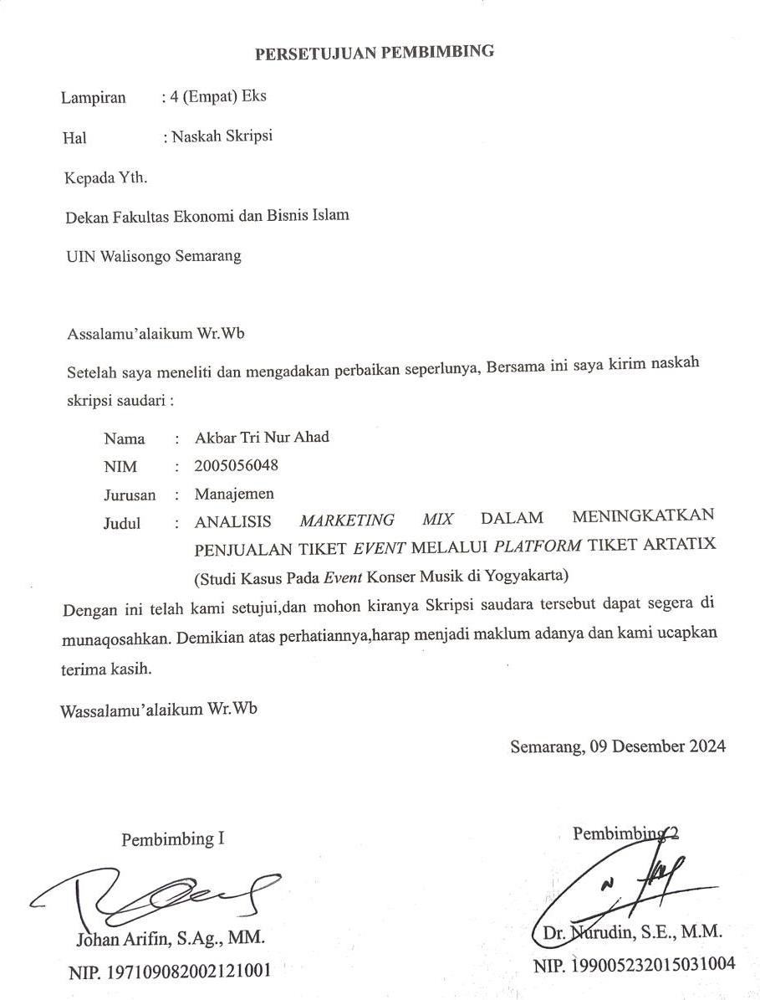 PERSETUJUAN PEMBIMBING
Lampiran : 4 (Empat) Eks
Hal : Naskah Skripsi
Kepada Yth.
Dekan Fakultas Ekonomi dan Bisnis Islam
UIN Walisongo Semarang
Assalamu’alaikum Wr.Wb
Setelah saya meneliti dan mengadakan perbaikan seperlunya, Bersama ini saya kirim naskah
skripsi saudari :
Nama : Akbar Tri Nur Ahad
NIM : 2005056048
Jurusan : Manajemen
Judul : ANALISIS MARKETING MIX DALAM MENINGKATKAN
PENJUALAN TIKET EVENT MELALUI PLATFORM TIKET ARTATIX
(Studi Kasus Pada Event Konser Musik di Yogyakarta)
Dengan ini telah kami setujui,dan mohon kiranya Skripsi saudara tersebut dapat segera di
munaqosahkan. Demikian atas perhatiannya,harap menjadi maklum adanya dan kami ucapkan
terima kasih.
Wassalamu’alaikum Wr.Wb
Semarang, 09 Desember 2024
Pembimbing I
Pembimbing 2
Johan Arifin, S.Ag., MM.
Dr. Nurudin, S.E., M.M.
NIP. 197109082002121001
NIP. 199005232015031004